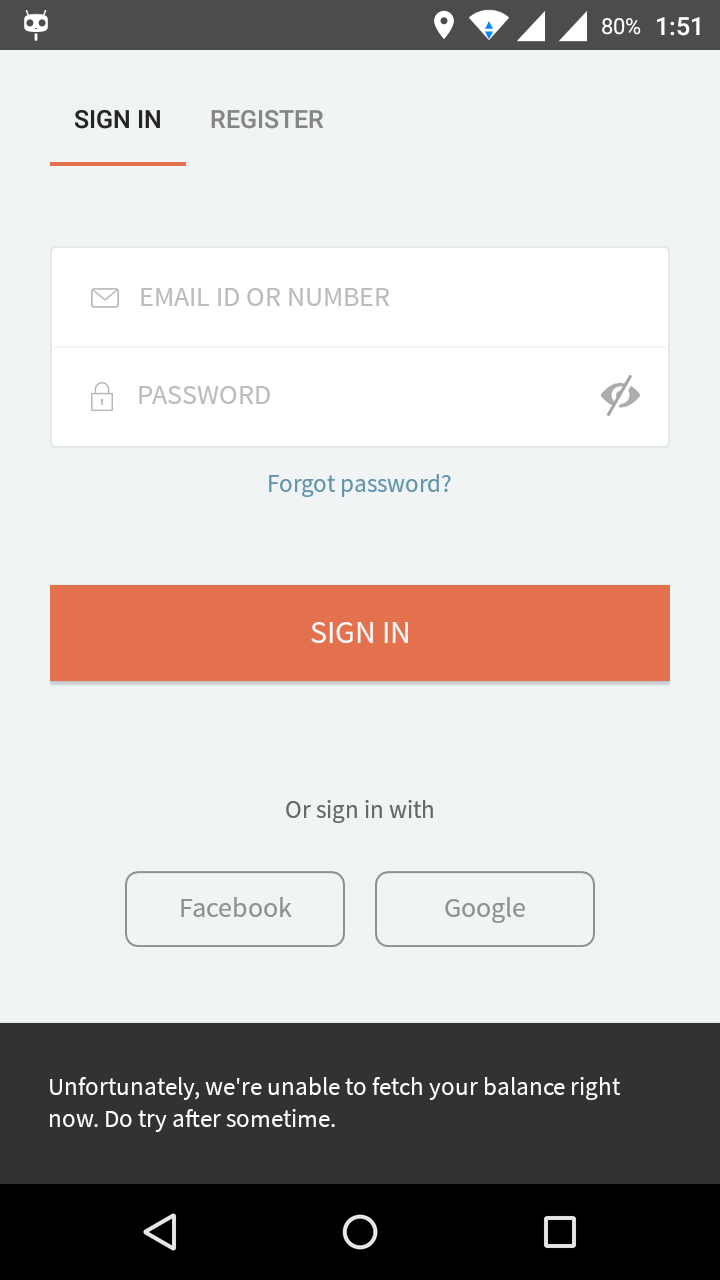 80% 1:51
SIGN IN REGISTER
EMAIL ID OR NUMBER
PASSWORD
Forgot password?
SIGN IN
Or sign in with
Facebook Google
Unfortunately, we're unable to fetch your balance right
now. Do try after sometime.